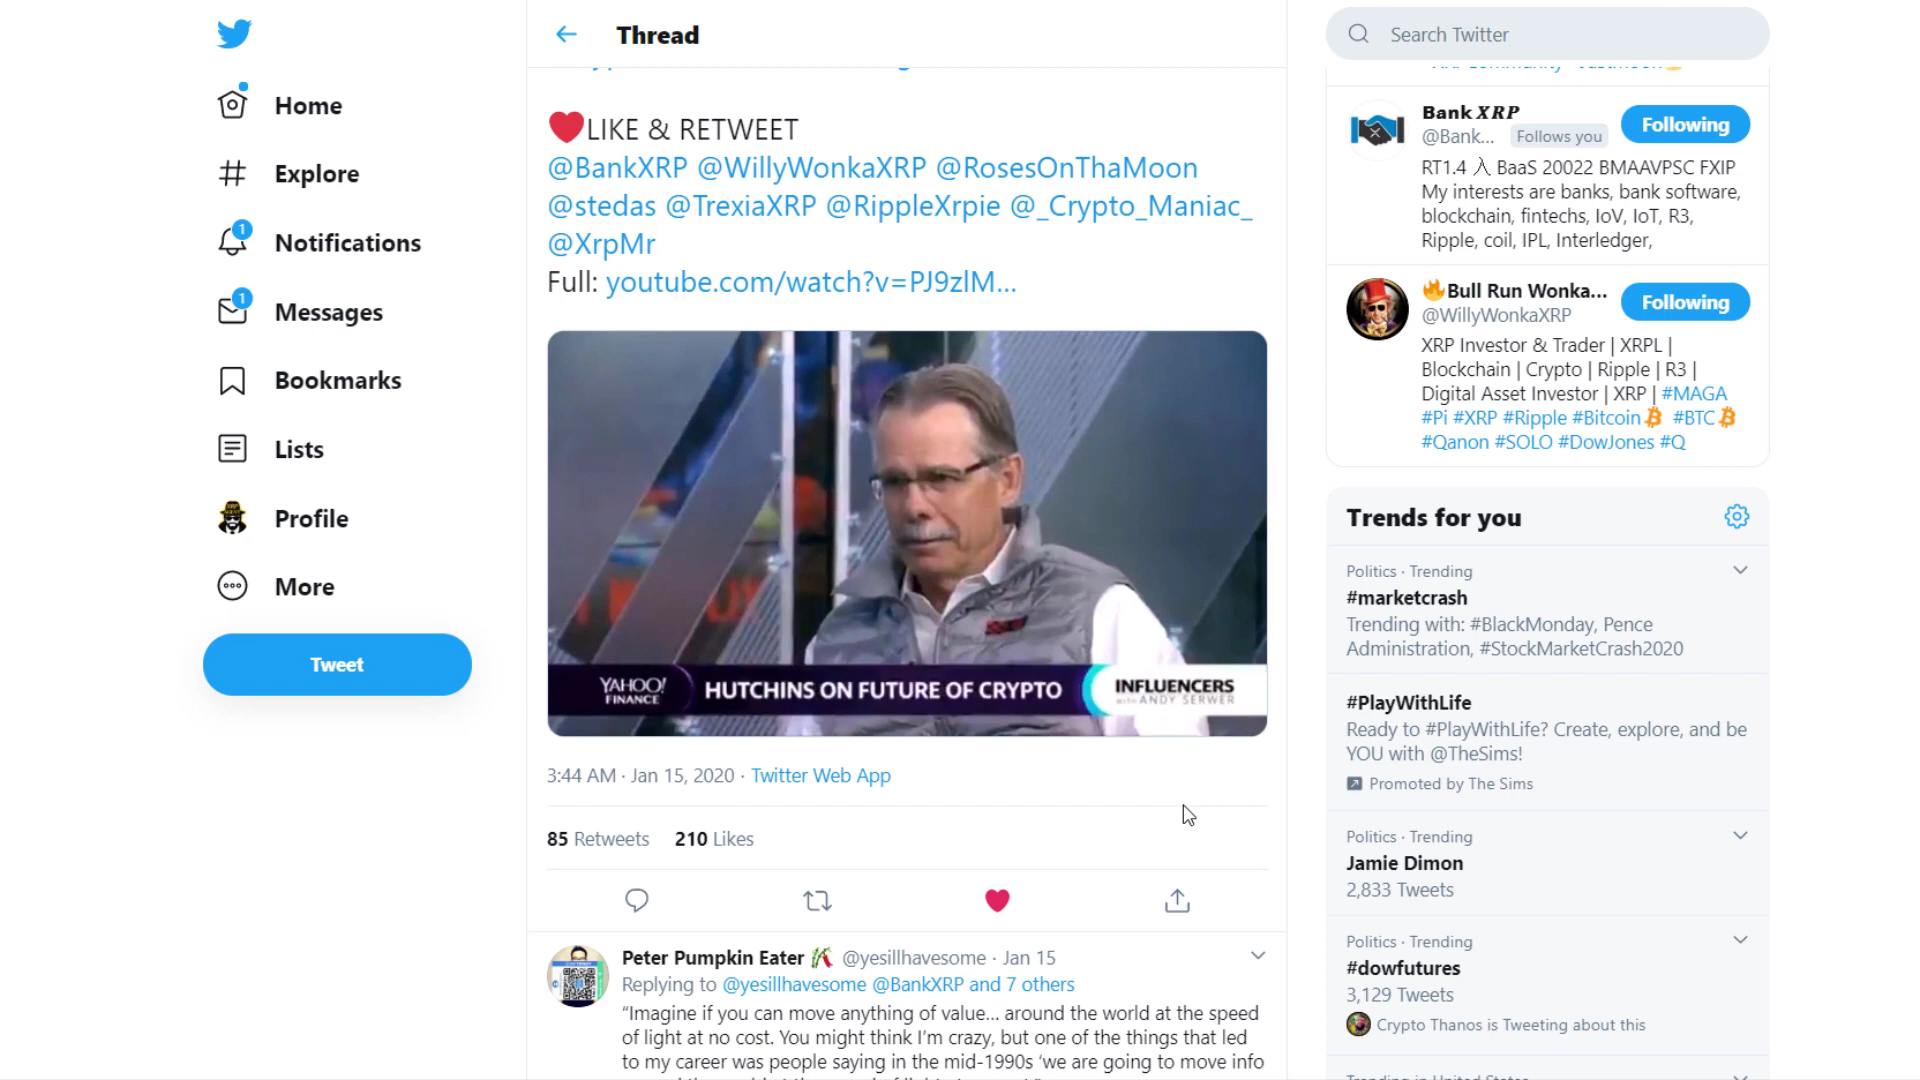 Home
Explore
1
Notifications
1
Messages
Bookmarks
Lists
Profile
More
Tweet
Thread
LIKE & RETWEET
@BankXRP @WillyWonkaXRP @RosesOnThaMoon
@stedas @TrexiaXRP @RippleXrpie @_Crypto_Maniac_
@XrpMr
Full: youtube.com/watch?v=PJ9zlM...
YAHOO!
FINANCE
HUTCHINS ON FUTURE OF CRYPTO
INFLUENCERS
WITH ANDY SERWER
3:44 AM · Jan 15, 2020 · Twitter Web App
85 Retweets 210 Likes
Peter Pumpkin Eater @yesillhavesome · Jan 15
Replying to @yesillhavesome @BankXRP and 7 others
“Imagine if you can move anything of value... around the world at the speed
of light at no cost. You might think I’m crazy, but one of the things that led
to my career was people saying in the mid-1990s ‘we are going to move info
Search Twitter
Bank XRP
@Bank... Follows you
Following
RT1.4 入 BaaS 20022 BMAAVPSC FXIP
My interests are banks, bank software,
blockchain, fintechs, IoV, IoT, R3,
Ripple, coil, IPL, Interledger,
🔥Bull Run Wonka...
@WillyWonkaXRP
Following
XRP Investor & Trader | XRPL |
Blockchain | Crypto | Ripple | R3 |
Digital Asset Investor | XRP | #MAGA
#Pi #XRP #Ripple #Bitcoin #BTC
#Qanon #SOLO #DowJones #Q
Trends for you
Politics · Trending
#marketcrash
Trending with: #BlackMonday, Pence
Administration, #StockMarketCrash2020
#PlayWithLife
Ready to #PlayWithLife? Create, explore, and be
YOU with @TheSims!
Promoted by The Sims
Politics · Trending
Jamie Dimon
2,833 Tweets
Politics · Trending
#dowfutures
3,129 Tweets
Crypto Thanos is Tweeting about this